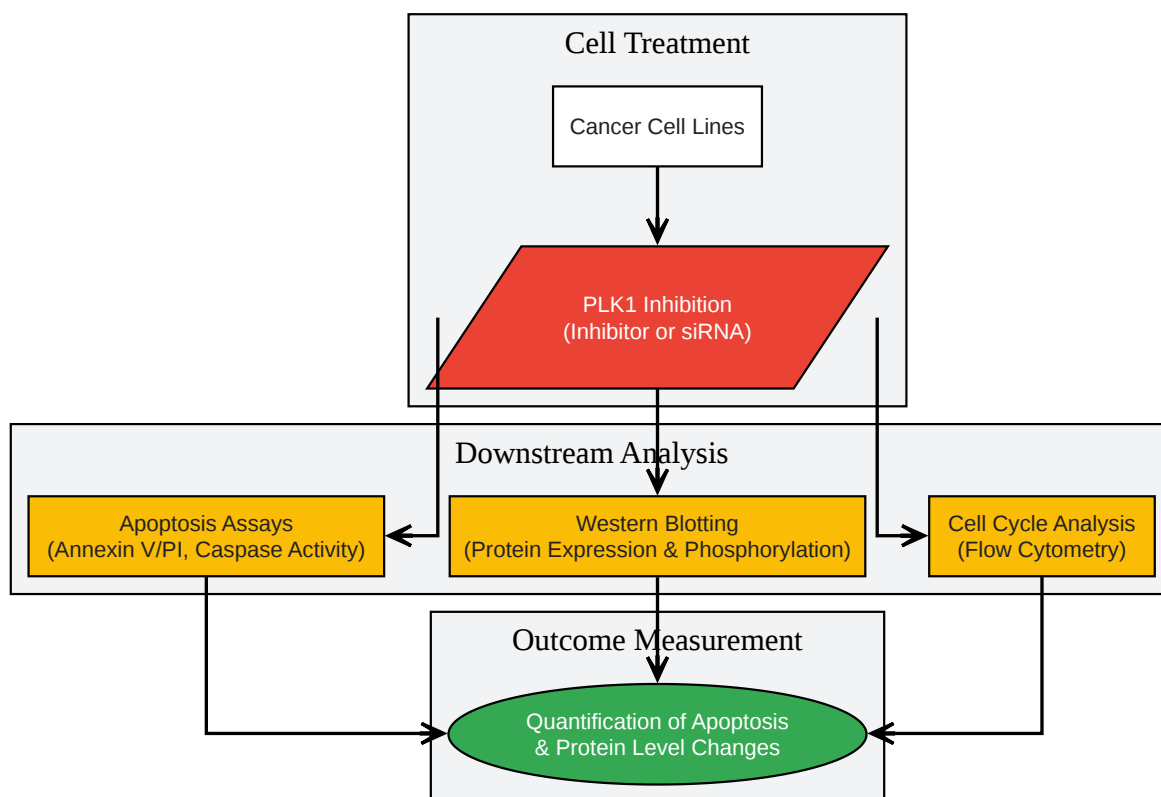 Cell Treatment
Cancer Cell Lines
PLK1 Inhibition
(Inhibitor or siRNA)
Downstream Analysis
Apoptosis Assays
(Annexin V/PI, Caspase Activity)
Western Blotting
(Protein Expression & Phosphorylation)
Cell Cycle Analysis
(Flow Cytometry)
Outcome Measurement
Quantification of Apoptosis
& Protein Level Changes